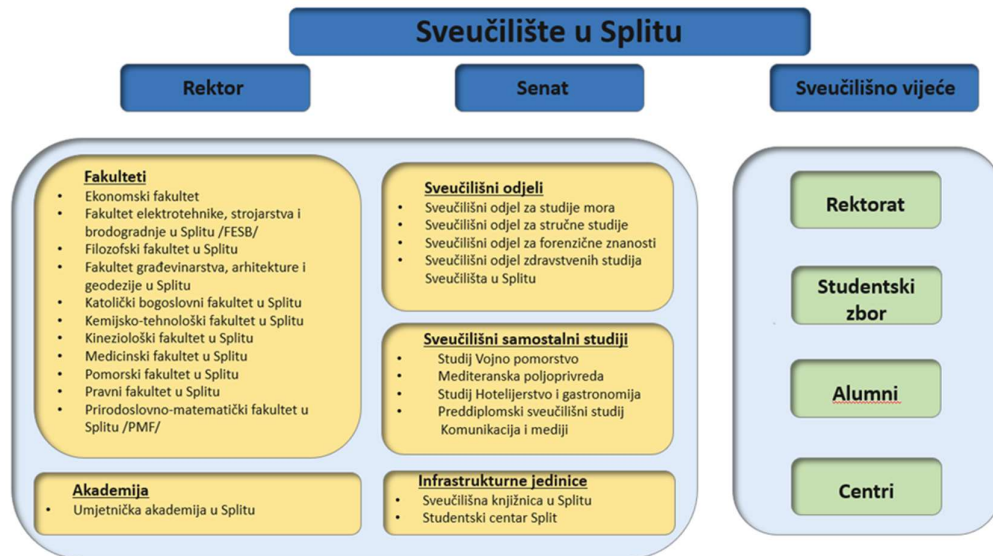 Sveučilište u Splitu
Rektor
Senat
Sveučilišno vijeće
Fakulteti
• Ekonomski fakultet
• Fakultet elektrotehnike, strojarstva i
brodogradnje u Splitu /FESB/
• Filozofski fakultet u Splitu
• Fakultet građevinarstva, arhitekture i
geodezije u Splitu
• Katolički bogoslovni fakultet u Splitu
• Kemijsko-tehnološki fakultet u Splitu
• Kineziološki fakultet u Splitu
• Medicinski fakultet u Splitu
• Pomorski fakultet u Splitu
• Pravni fakultet u Splitu
• Prirodoslovno-matematički fakultet u
Splitu /PMF/
Akademija
• Umjetnička akademija u Splitu
Sveučilišni odjeli
• Sveučilišni odjel za studije mora
• Sveučilišni odjel za stručne studije
• Sveučilišni odjel za forenzične znanosti
• Sveučilišni odjel zdravstvenih studija
Sveučilišta u Splitu
Sveučilišni samostalni studiji
• Studij Vojno pomorstvo
• Mediteranska poljoprivreda
• Studij Hotelijerstvo i gastronomija
• Preddiplomski sveučilišni studij
Komunikacija i mediji
Infrastrukturne jedinice
• Sveučilišna knjižnica u Splitu
• Studentski centar Split
Rektorat
Studentski
zbor
Alumni
Centri